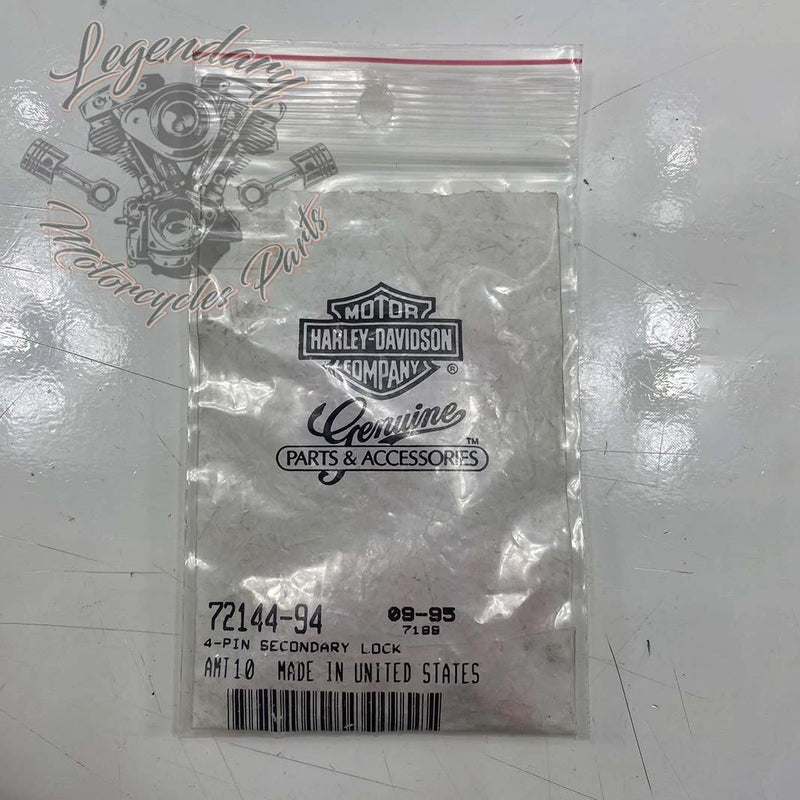 Legendary
Motorcycles Parts
MOTOR
HARLEY-DAVIDSON
COMPANY
®
Genuine
PARTS & ACCESSORIES
™
72144-94 09-95
7199
4-PIN SECONDARY LOCK
AMT10 MADE IN UNITED STATES